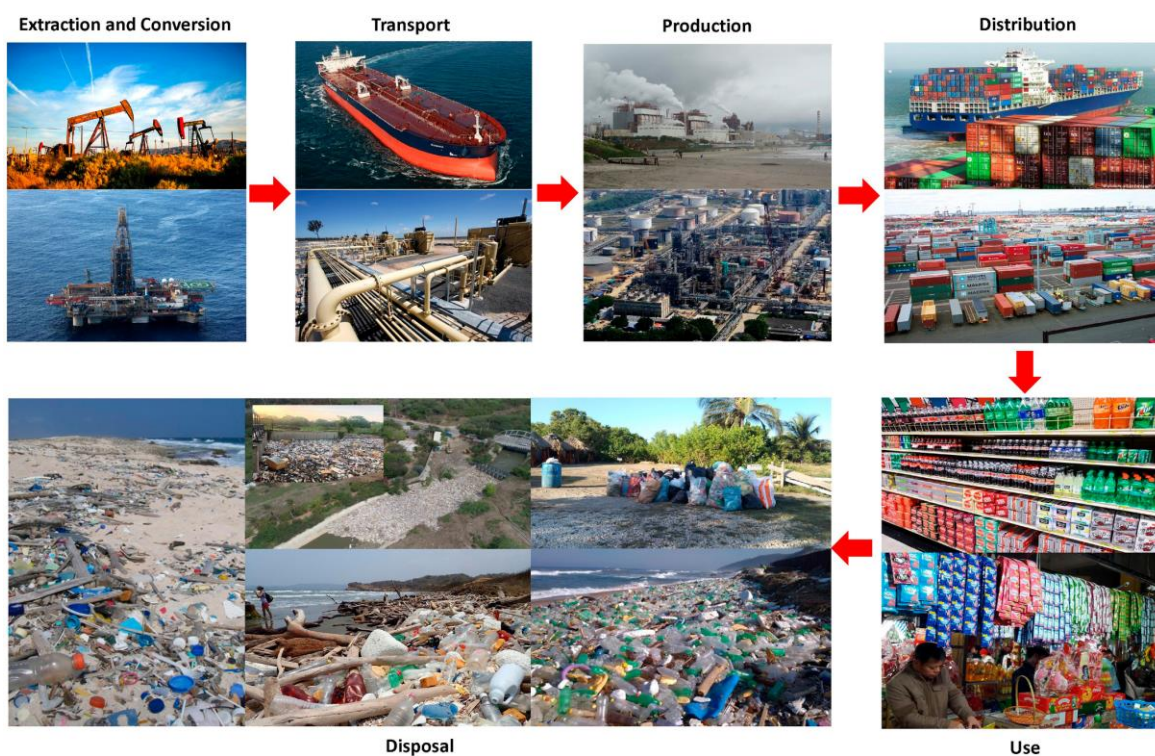 Extraction and Conversion
Transport
Production
Distribution
Disposal
Use